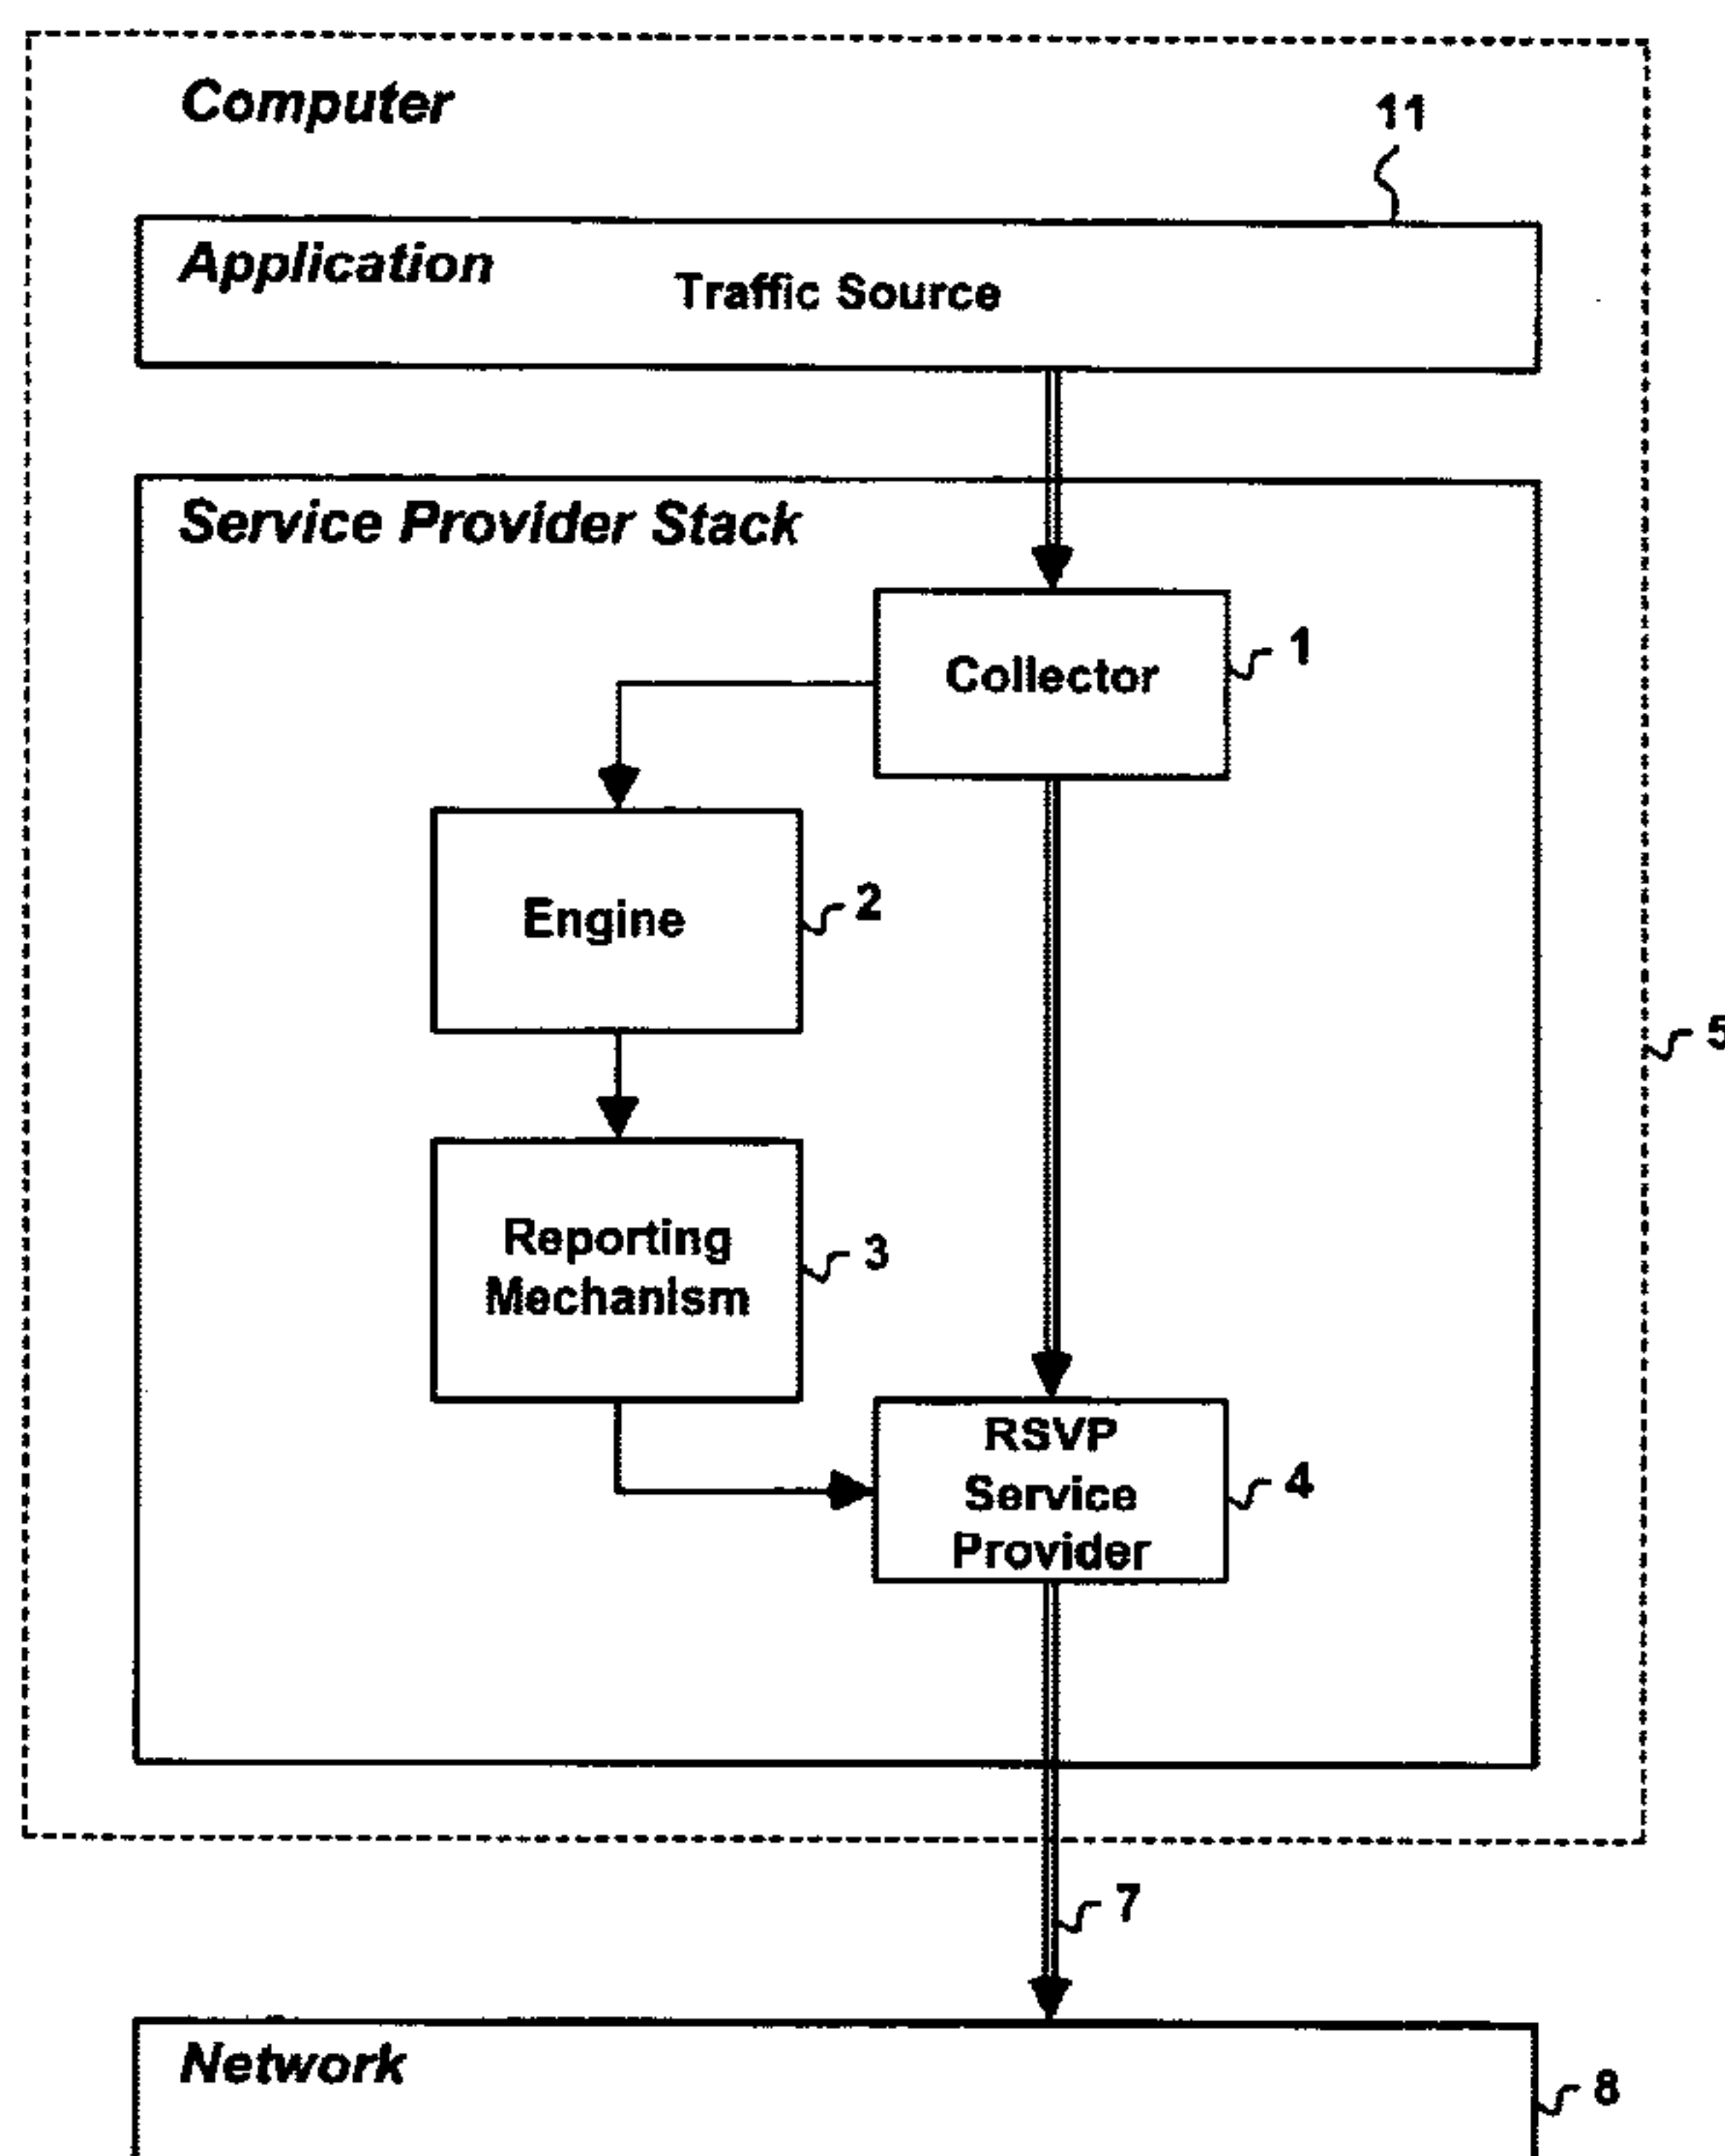 Computer
11
Application
Traffic Source
Service Provider Stack
Collector
1
Engine
2
5
Reporting
Mechanism
3
RSVP
Service
Provider
4
7
Network
8